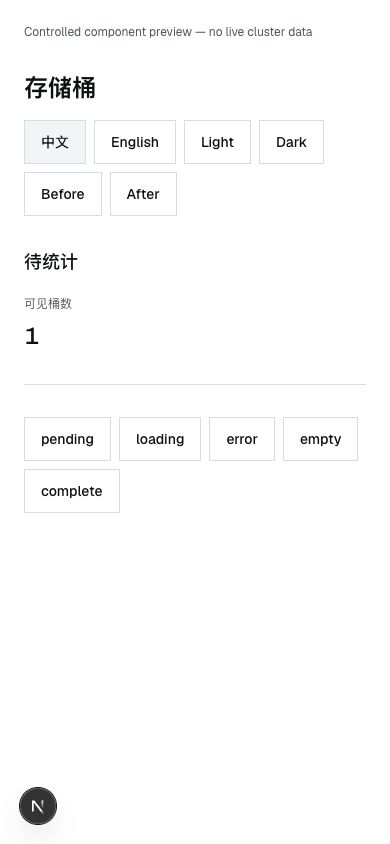 Controlled component preview — no live cluster data
存储桶
中文 English Light Dark
Before After
待统计
可见桶数
1
pending loading error empty
complete
N